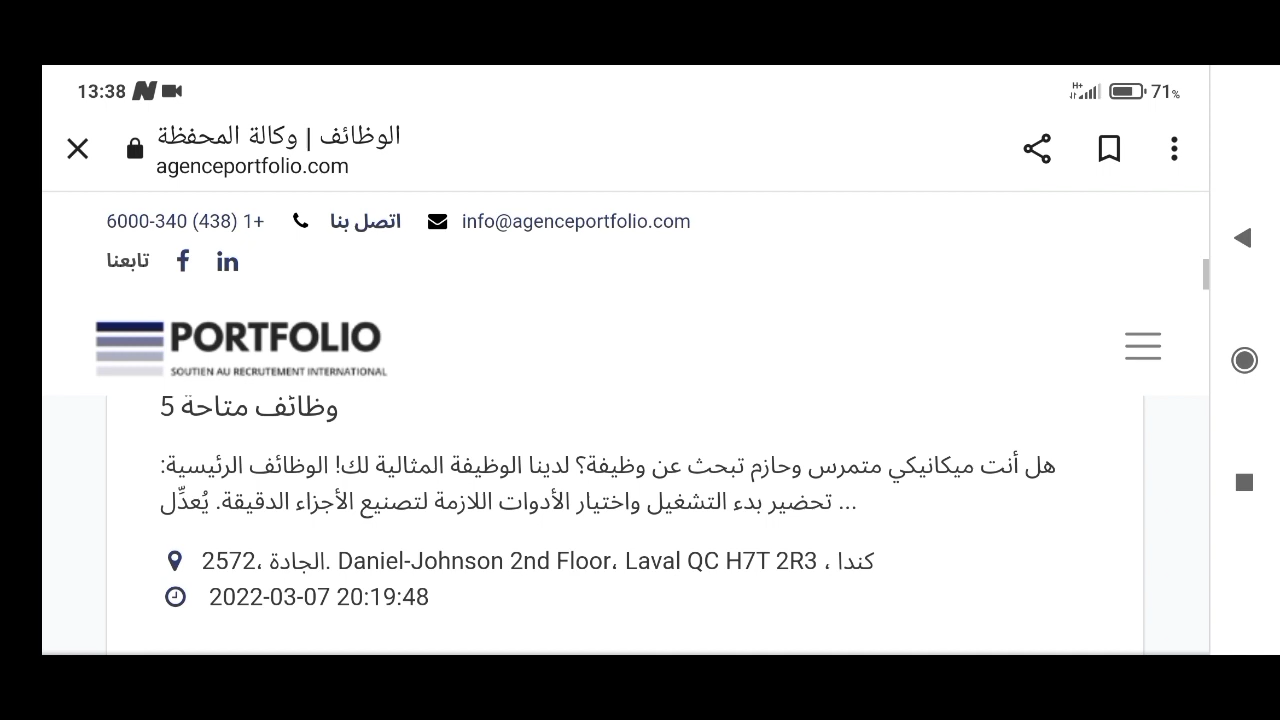 13:38
H+
71%
الوظائف | وكالة المحفظة
agenceportfolio.com
6000-340 (438) 1+ اتصل بنا info@agenceportfolio.com
تابعنا
PORTFOLIO
SOUTIEN AU RECRUTEMENT INTERNATIONAL
5 وظائف متاحة
هل أنت ميكانيكي متمرس وحازم تبحث عن وظيفة؟ لدينا الوظيفة المثالية لك! الوظائف الرئيسية:
تحضير بدء التشغيل واختيار الأدوات اللازمة لتصنيع الأجزاء الدقيقة. يُعدِّل ...
2572، الجادة. Daniel-Johnson 2nd Floor، Laval QC H7T 2R3 ، كندا
2022-03-07 20:19:48